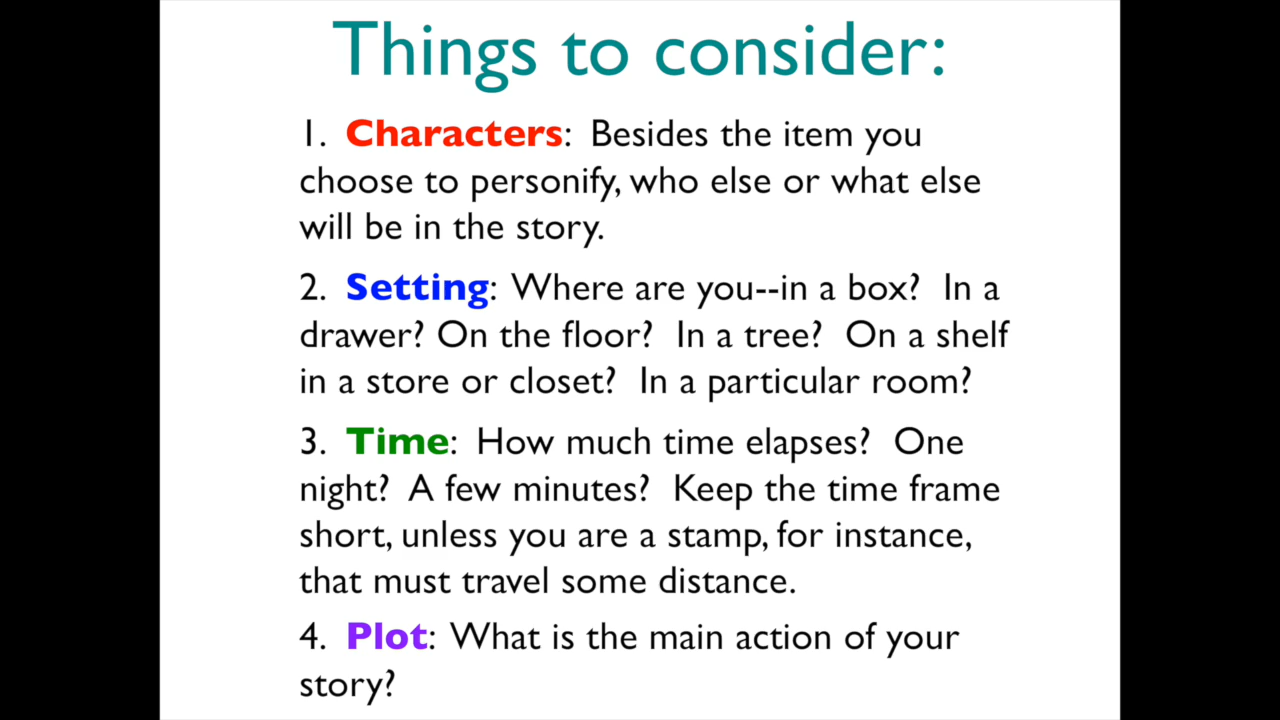 Things to consider:
1. Characters: Besides the item you
choose to personify, who else or what else
will be in the story.
2. Setting: Where are you--in a box? In a
drawer? On the floor? In a tree? On a shelf
in a store or closet? In a particular room?
3. Time: How much time elapses? One
night? A few minutes? Keep the time frame
short, unless you are a stamp, for instance,
that must travel some distance.
4. Plot: What is the main action of your
story?